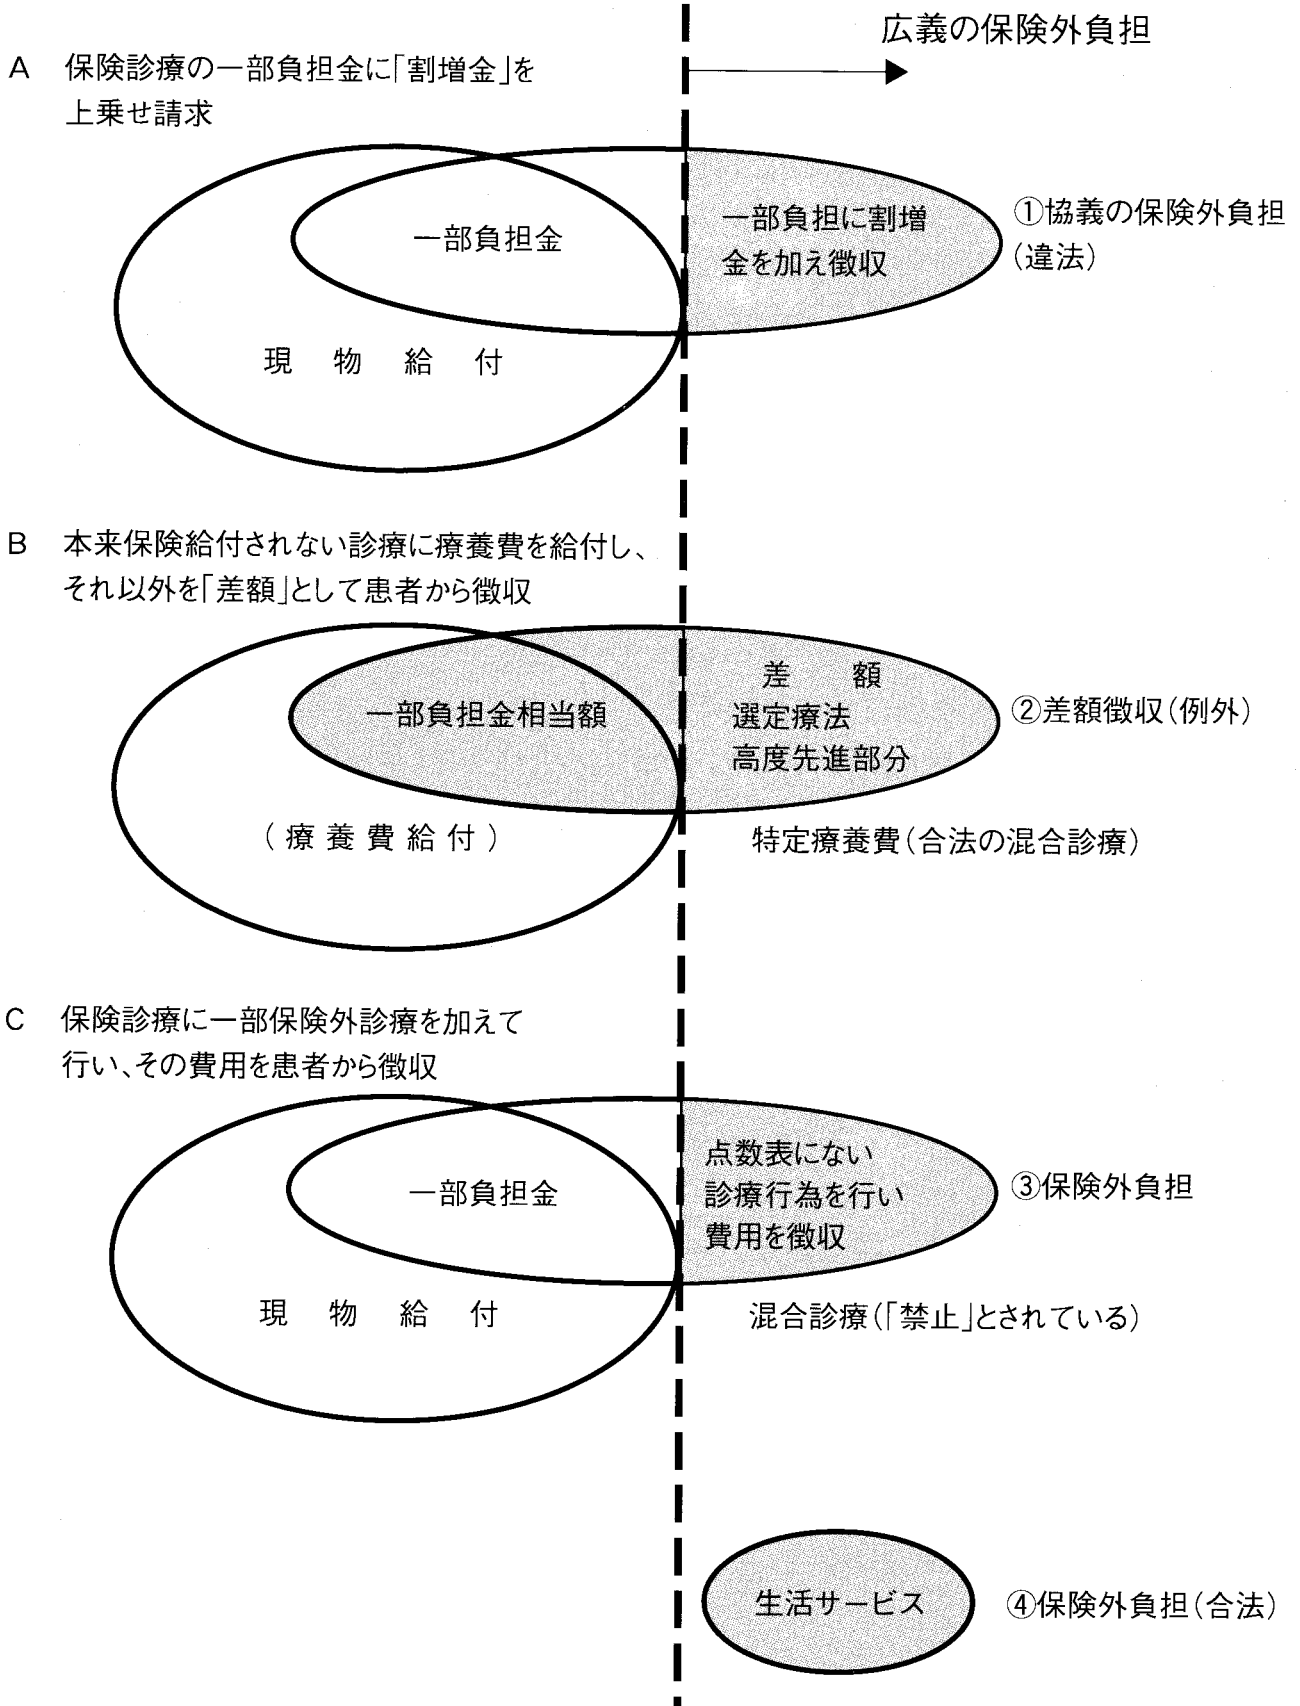 広義の保険外負担
A 保険診療の一部負担金に「割増金」を
上乗せ請求
一部負担金
一部負担に割増
金を加え徴収
①協義の保険外負担
(違法)
現物給付
B 本来保険給付されない診療に療養費を給付し、
それ以外を「差額」として患者から徴収
一部負担金相当額
差額
選定療法
高度先進部分
②差額徴収(例外)
(療養費給付)
特定療養費(合法の混合診療)
C 保険診療に一部保険外診療を加えて
行い、その費用を患者から徴収
一部負担金
点数表にない
診療行為を行い
費用を徴収
③保険外負担
現物給付
混合診療(「禁止」とされている)
生活サービス
④保険外負担(合法)